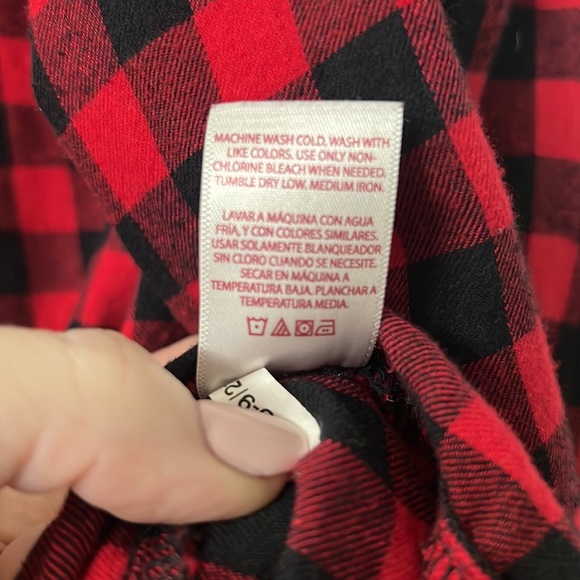 MACHINE WASH COLD, WASH WITH
LIKE COLORS. USE ONLY NON-
CHLORINE BLEACH WHEN NEEDED.
TUMBLE DRY LOW, MEDIUM IRON.
LAVAR A MÁQUINA CON AGUA
FRÍA, Y CON COLORES SIMILARES.
USAR SOLAMENTE BLANQUEADOR
SIN CLORO CUANDO SE NECESITE.
SECAR EN MÁQUINA A
TEMPERATURA BAJA. PLANCHAR A
TEMPERATURA MEDIA.